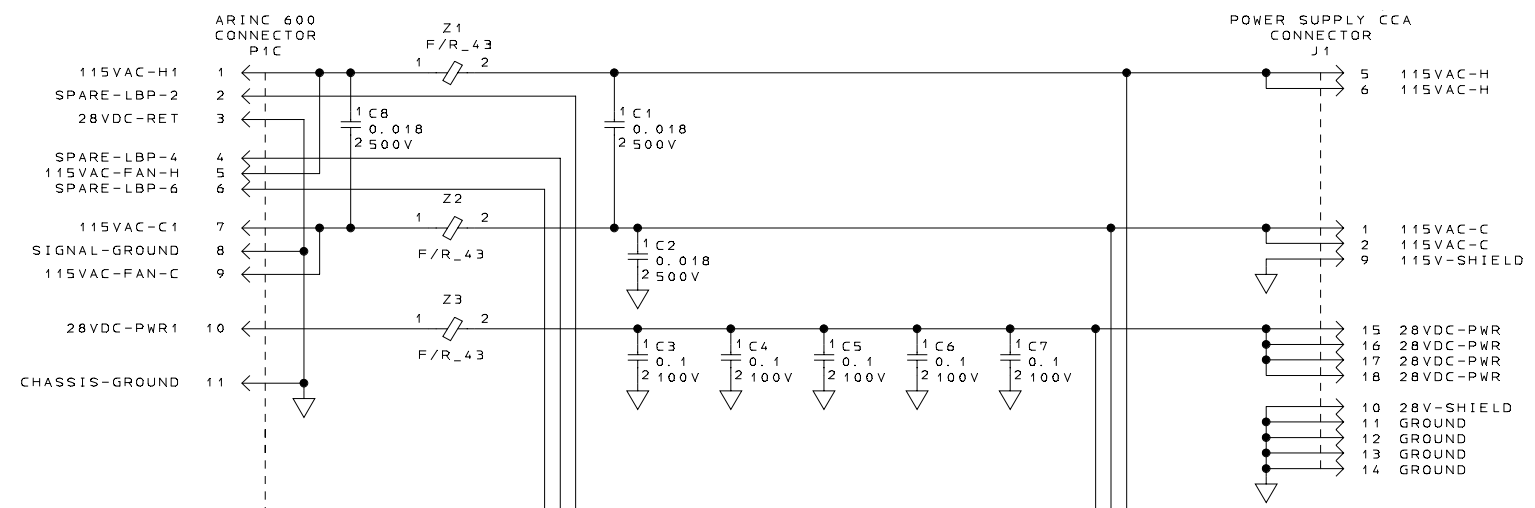 ARINC 600
CONNECTOR
P1C
POWER SUPPLY CCA
CONNECTOR
J1
Z1
F/R_43
1 2
115VAC-H1 1
SPARE-LBP-2 2
28VDC-RET 3
SPARE-LBP-4 4
115VAC-FAN-H 5
SPARE-LBP-6 6
115VAC-C1 7
SIGNAL-GROUND 8
115VAC-FAN-C 9
28VDC-PWR1 10
CHASSIS-GROUND 11
1 C8
0.018
2 500V
1 C1
0.018
2 500V
Z2
1 2
F/R_43
1 C2
0.018
2 500V
Z3
1 2
F/R_43
1 C3
0.1
2 100V
1 C4
0.1
2 100V
1 C5
0.1
2 100V
1 C6
0.1
2 100V
1 C7
0.1
2 100V
5 115VAC-H
6 115VAC-H
1 115VAC-C
2 115VAC-C
9 115V-SHIELD
15 28VDC-PWR
16 28VDC-PWR
17 28VDC-PWR
18 28VDC-PWR
10 28V-SHIELD
11 GROUND
12 GROUND
13 GROUND
14 GROUND